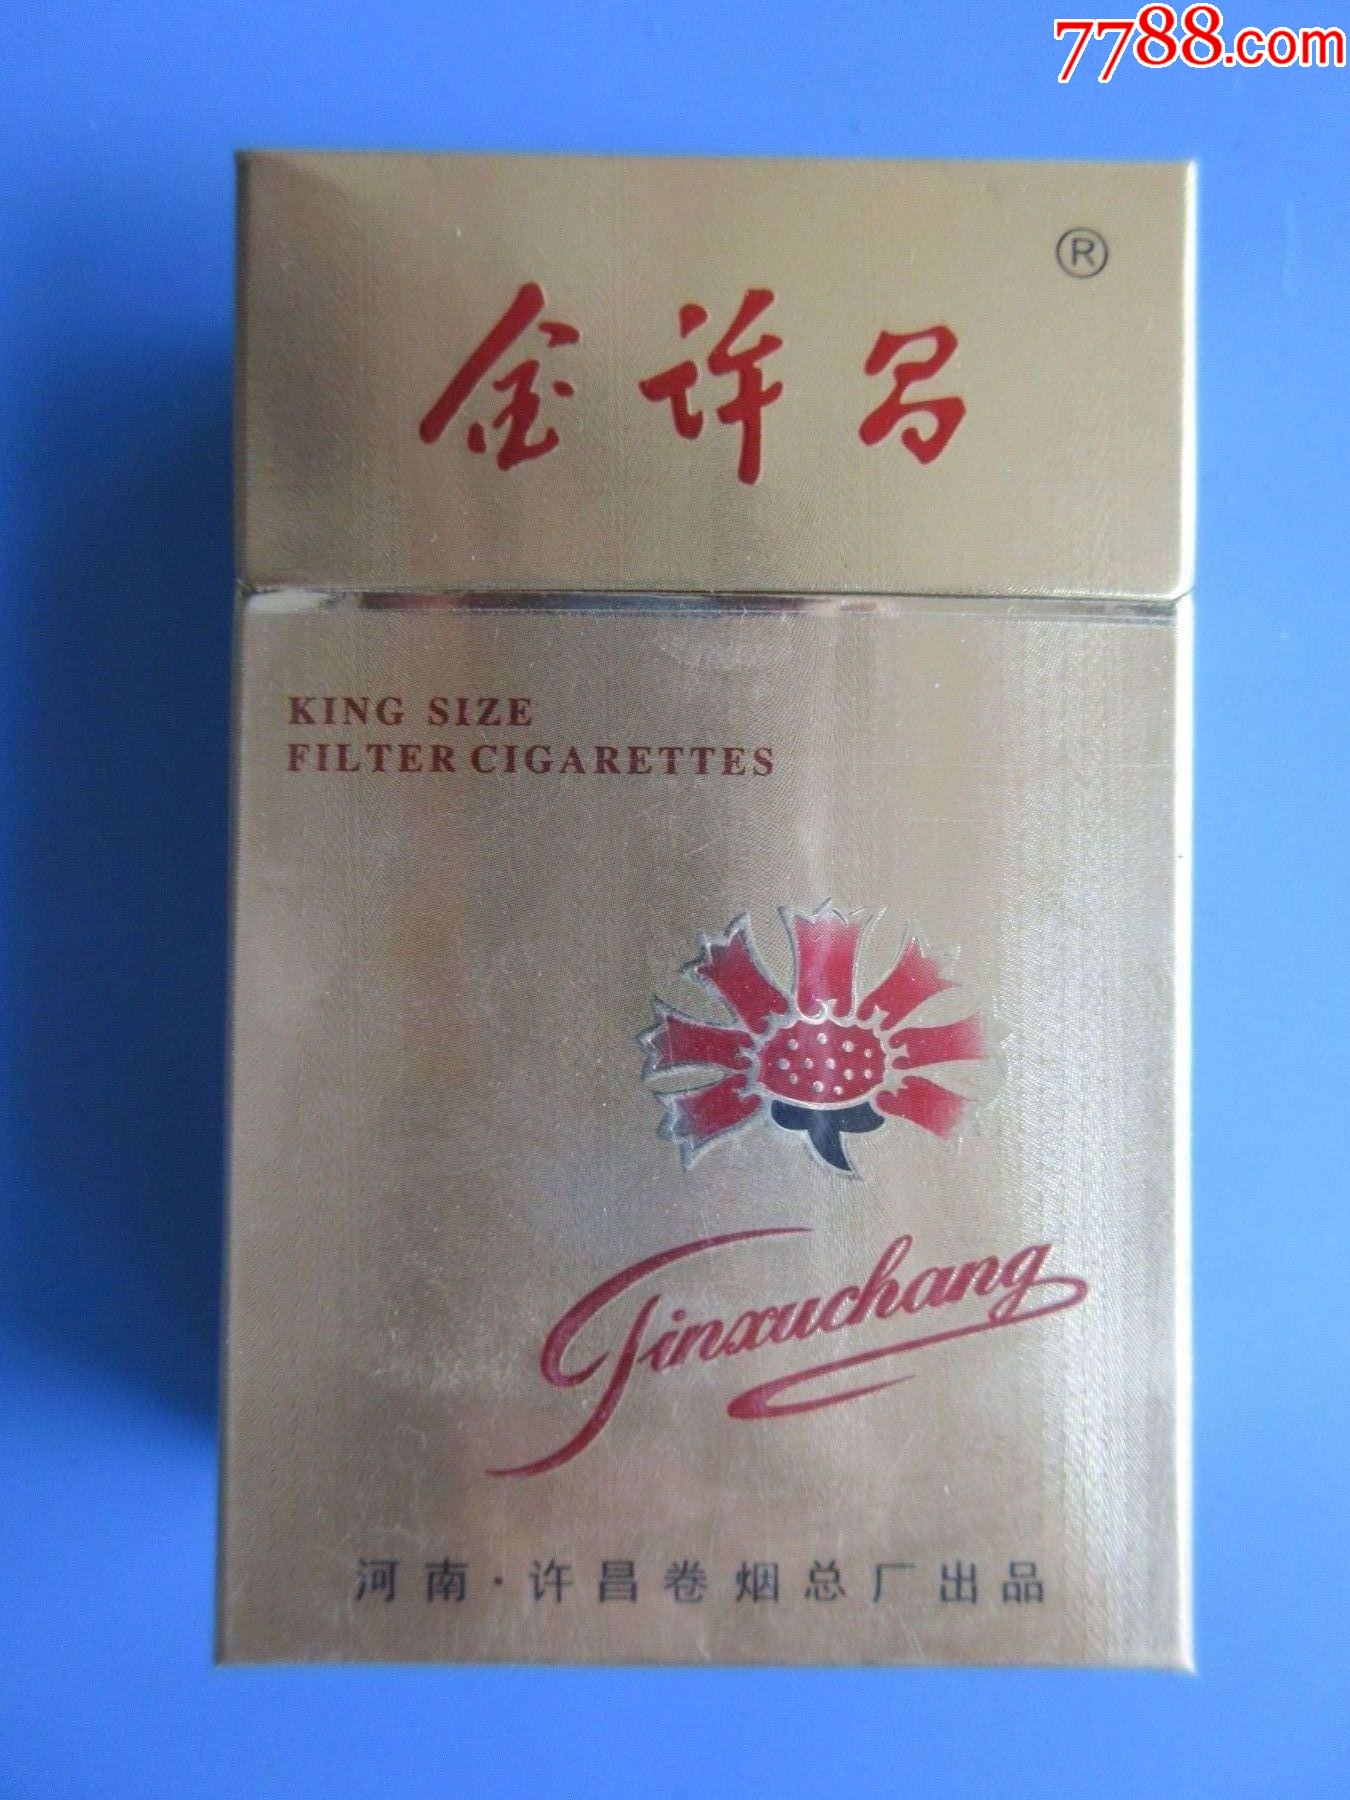 7788.com
®
金许昌
KING SIZE
FILTER CIGARETTES
Jinxuchang
河南·许昌卷烟总厂出品